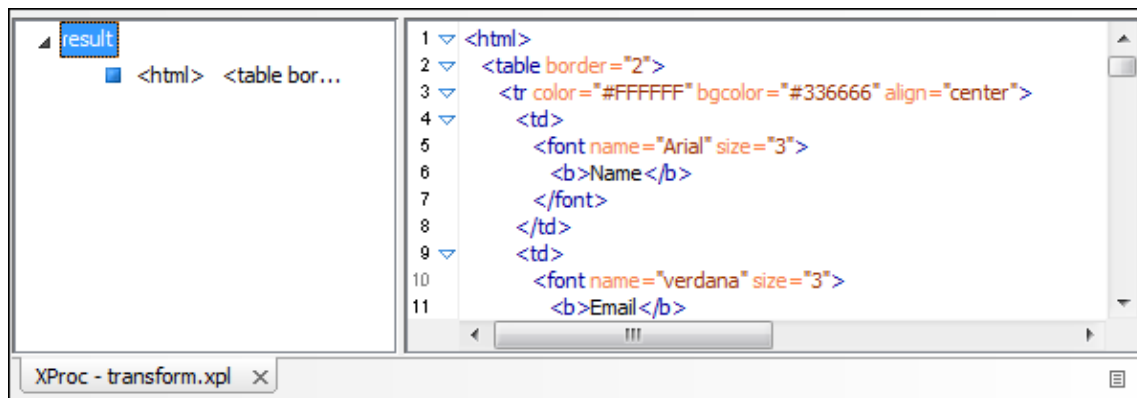 result
<html> <table bor...
1 <html>
2 <table border="2">
3 <tr color="#FFFFFF" bgcolor="#336666" align="center">
4 <td>
5 <font name="Arial" size="3">
6 <b>Name</b>
7 </font>
8 </td>
9 <td>
10 <font name="verdana" size="3">
11 <b>Email</b>
XProc - transform.xpl